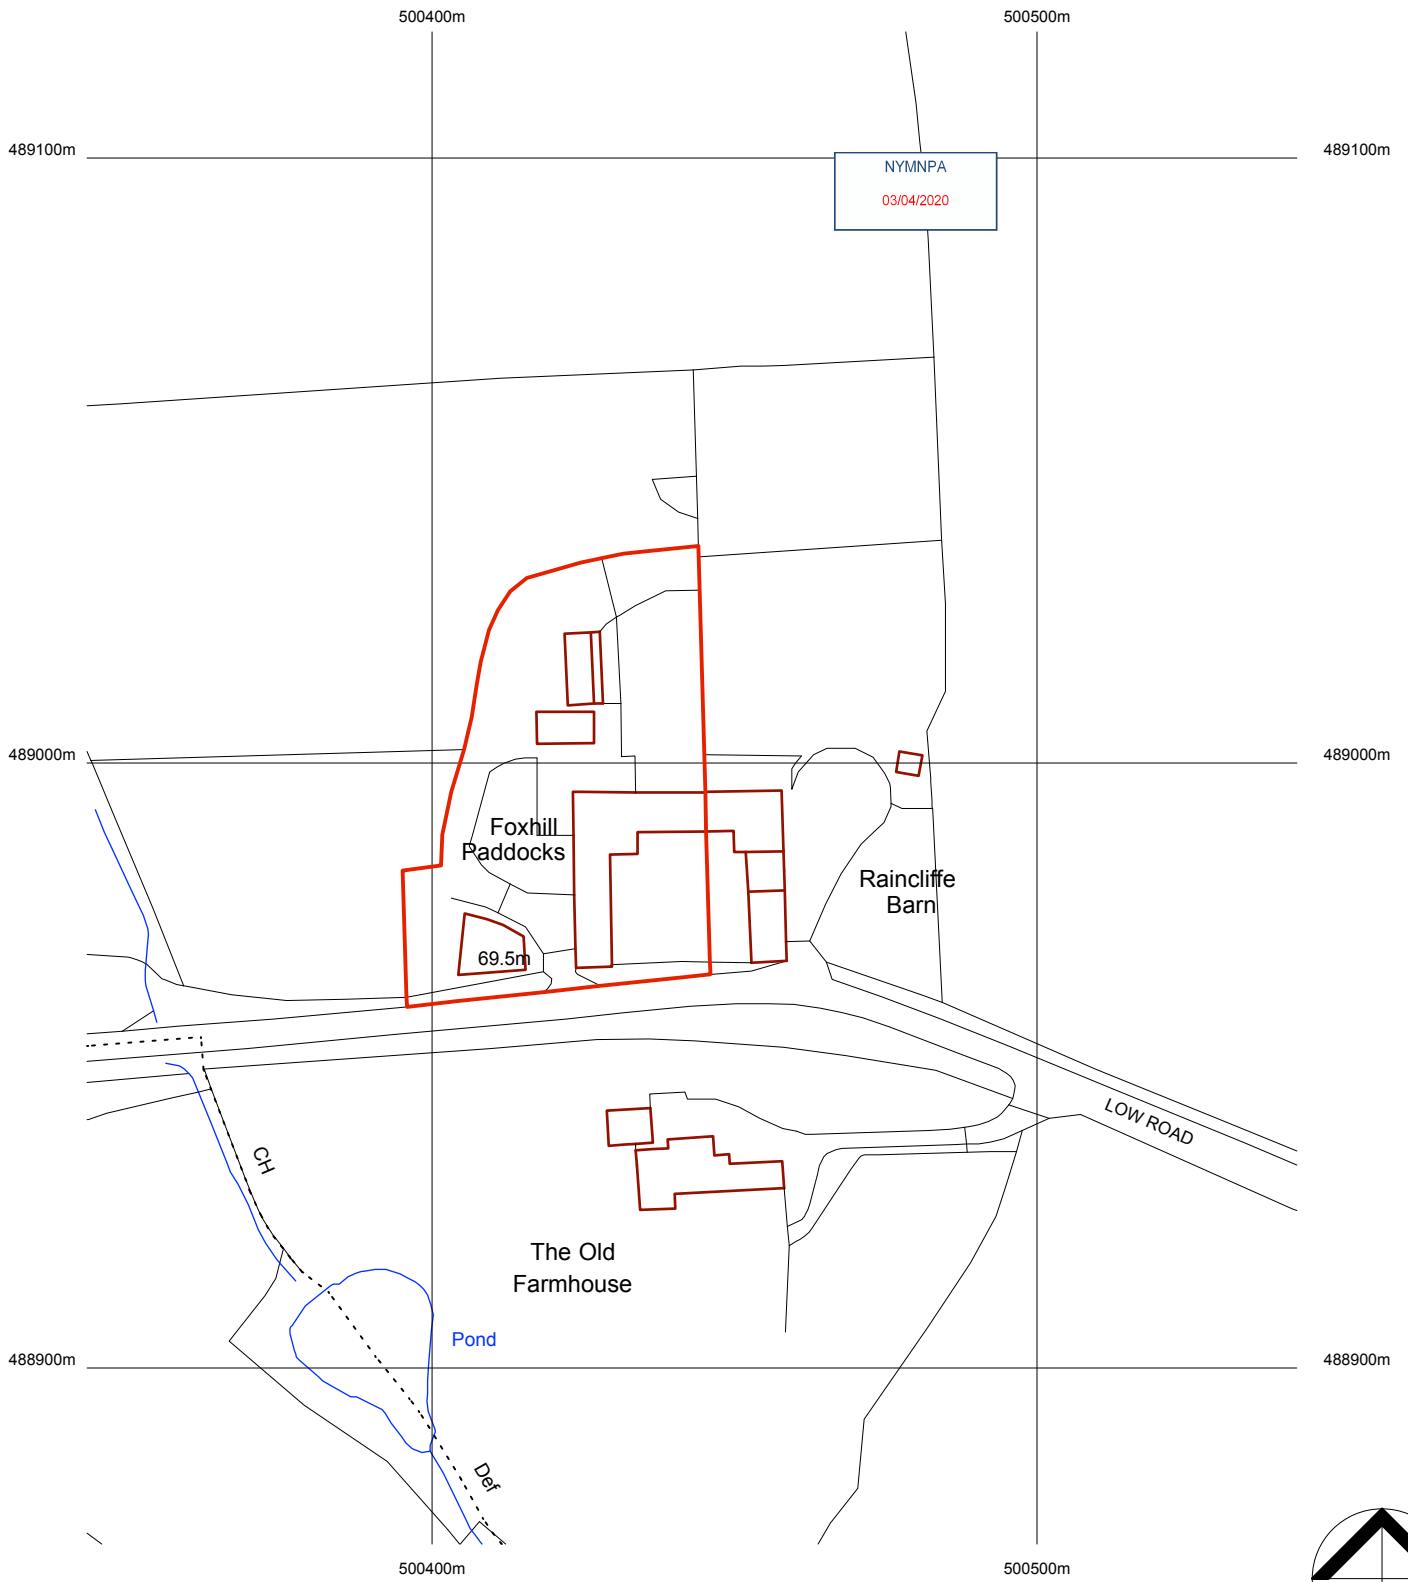 500400m
500500m
489100m
489100m
NYMNPA
03/04/2020
489000m
489000m
Foxhill
Paddocks
Raincliffe
Barn
69.5m
LOW ROAD
CH
The Old
Farmhouse
Pond
488900m
488900m
Def
500400m
500500m